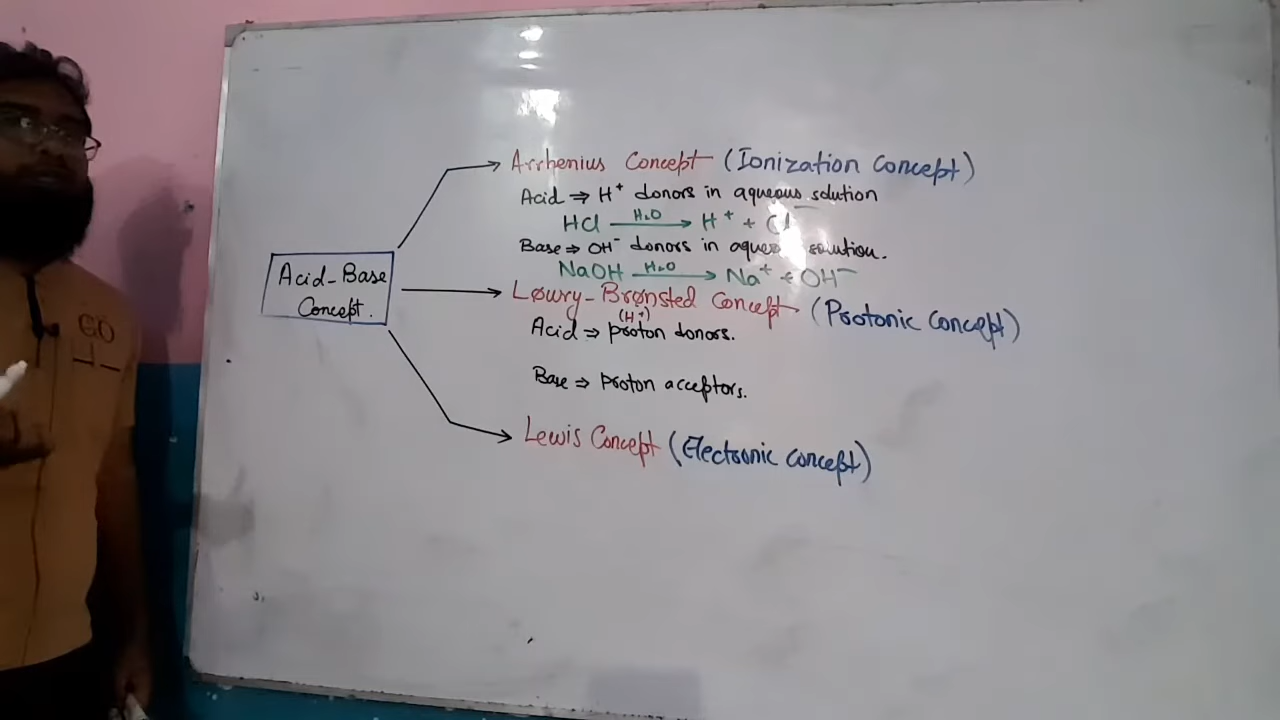 Arrhenius Concept (Ionization Concept)
Acid ⇒ H⁺ donors in aqueous solution
HCl —H₂O→ H⁺ + Cl⁻
Base ⇒ OH⁻ donors in aqueous solution.
NaOH —H₂O→ Na⁺ + OH⁻
Acid-Base
Concept.
Lowry-Brønsted Concept (Protonic Concept)
(H⁺)
Acid ⇒ proton donors.
Base ⇒ proton acceptors.
Lewis Concept (Electronic concept)